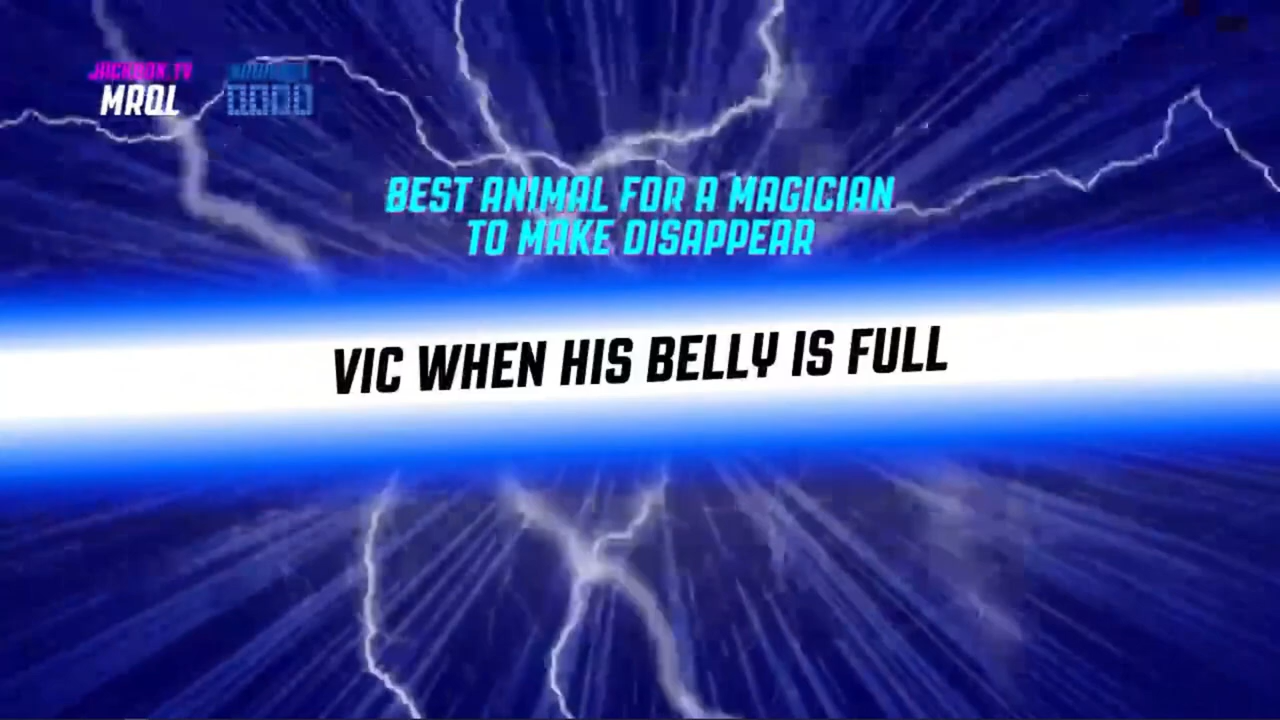 JACKBOX.TV
MRQL
BEST ANIMAL FOR A MAGICIAN
TO MAKE DISAPPEAR
VIC WHEN HIS BELLY IS FULL